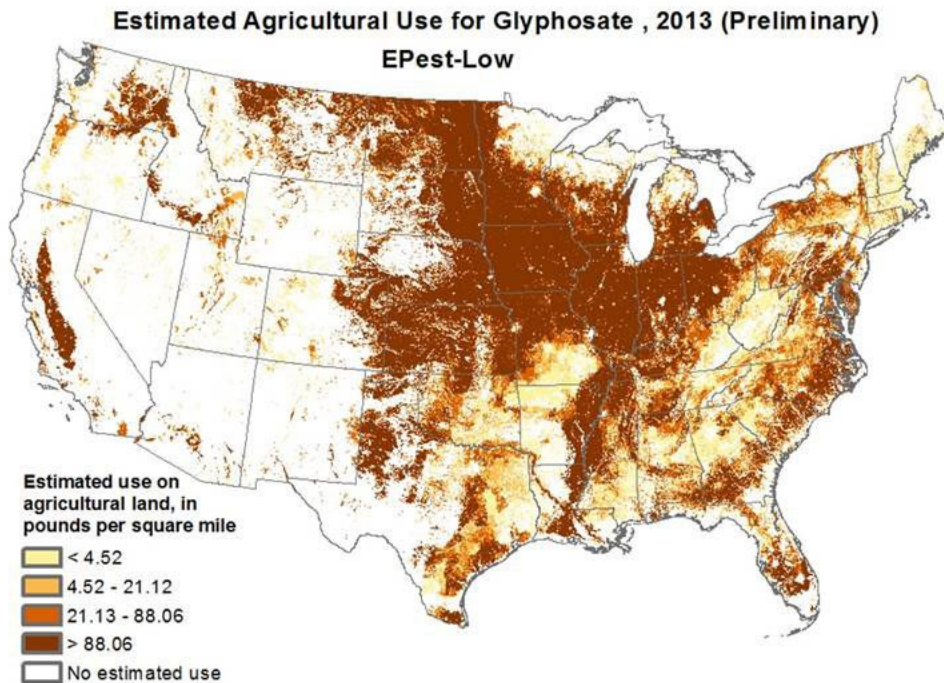 Estimated Agricultural Use for Glyphosate , 2013 (Preliminary)
EPest-Low
Estimated use on
agricultural land, in
pounds per square mile
< 4.52
4.52 - 21.12
21.13 - 88.06
> 88.06
No estimated use